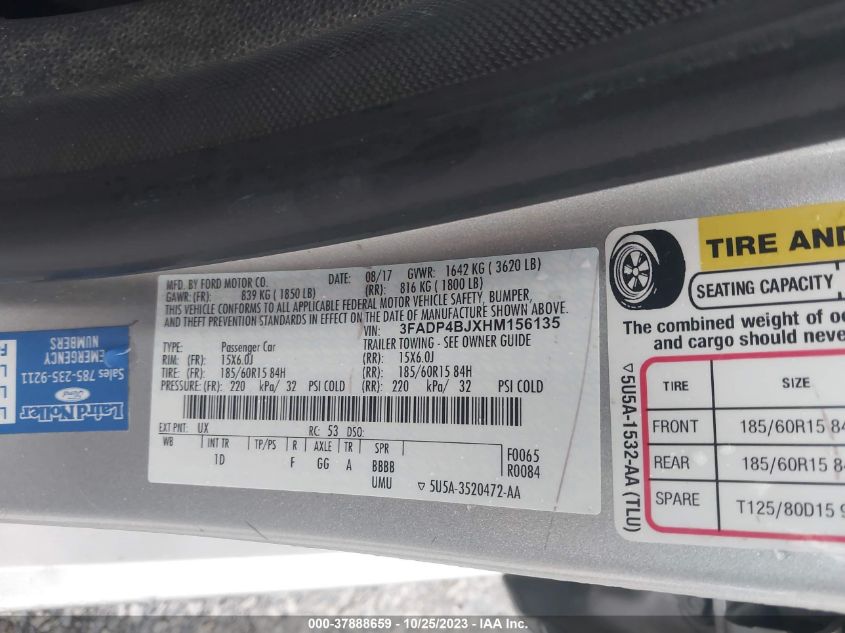 MFD. BY FORD MOTOR CO.
DATE: 08/17 GVWR: 1642 KG ( 3620 LB)
GAWR: (FR): 839 KG ( 1850 LB) (RR): 816 KG ( 1800 LB)
THIS VEHICLE CONFORMS TO ALL APPLICABLE FEDERAL MOTOR VEHICLE SAFETY, BUMPER,
AND THEFT PREVENTION STANDARDS IN EFFECT ON THE DATE OF MANUFACTURE SHOWN ABOVE.
VIN: 3FADP4BJXHM156135
TYPE: Passenger Car TRAILER TOWING - SEE OWNER GUIDE
RIM: (FR): 15X6.0J (RR): 15X6.0J
TIRE: (FR): 185/60R15 84H (RR): 185/60R15 84H
PRESSURE: (FR): 220 kPa/ 32 PSI COLD (RR): 220 kPa/ 32 PSI COLD
EXT PNT: UX RC: 53 DSO:
WB INT TR TP/PS R AXLE TR SPR F0065
1D F GG A BBBB R0084
UMU ▽ 5U5A-3520472-AA
TIRE AND
SEATING CAPACITY
The combined weight of oc
and cargo should neve
TIRE SIZE
FRONT 185/60R15 84
REAR 185/60R15 84
SPARE T125/80D15 9
▽ 5U5A-1532-AA (TLU)
Laird Noller
Ford
Sales 785-235-9211
EMERGENCY
NUMBERS
000-37888659 - 10/25/2023 - IAA Inc.